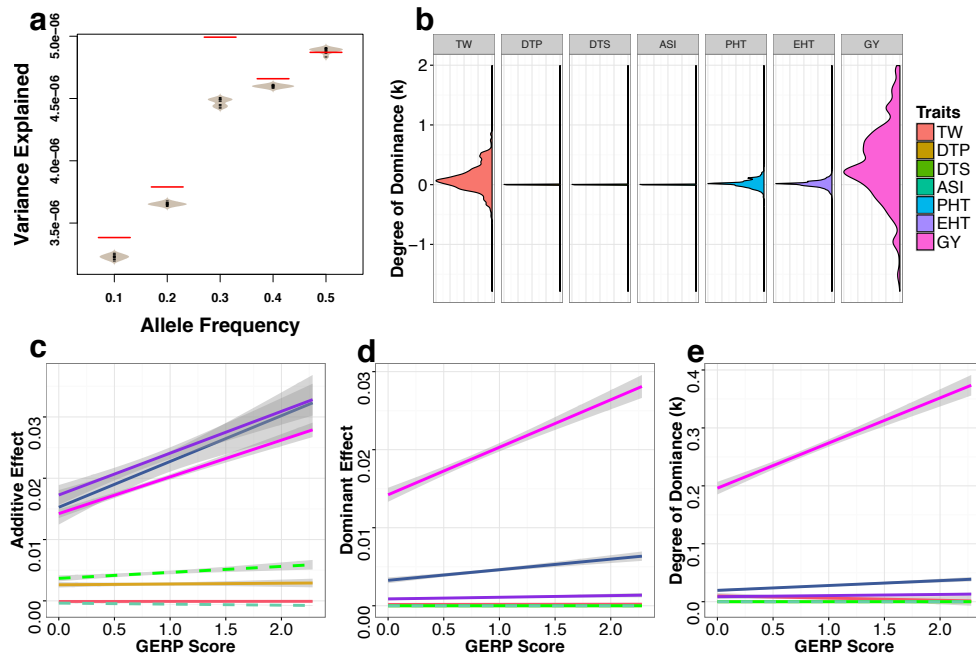 a
Variance Explained
5.0e−06
4.5e−06
4.0e−06
3.5e−06
0.1 0.2 0.3 0.4 0.5
Allele Frequency
b
TW DTP DTS ASI PHT EHT GY
Degree of Dominance (k)
2
1
0
−1
Traits
TW
DTP
DTS
ASI
PHT
EHT
GY
c
Additive Effect
0.03
0.02
0.01
0.00
0.0 0.5 1.0 1.5 2.0
GERP Score
d
Dominant Effect
0.03
0.02
0.01
0.00
0.0 0.5 1.0 1.5 2.0
GERP Score
e
Degree of Domiance (k)
0.4
0.3
0.2
0.1
0.0
0.0 0.5 1.0 1.5 2.0
GERP Score